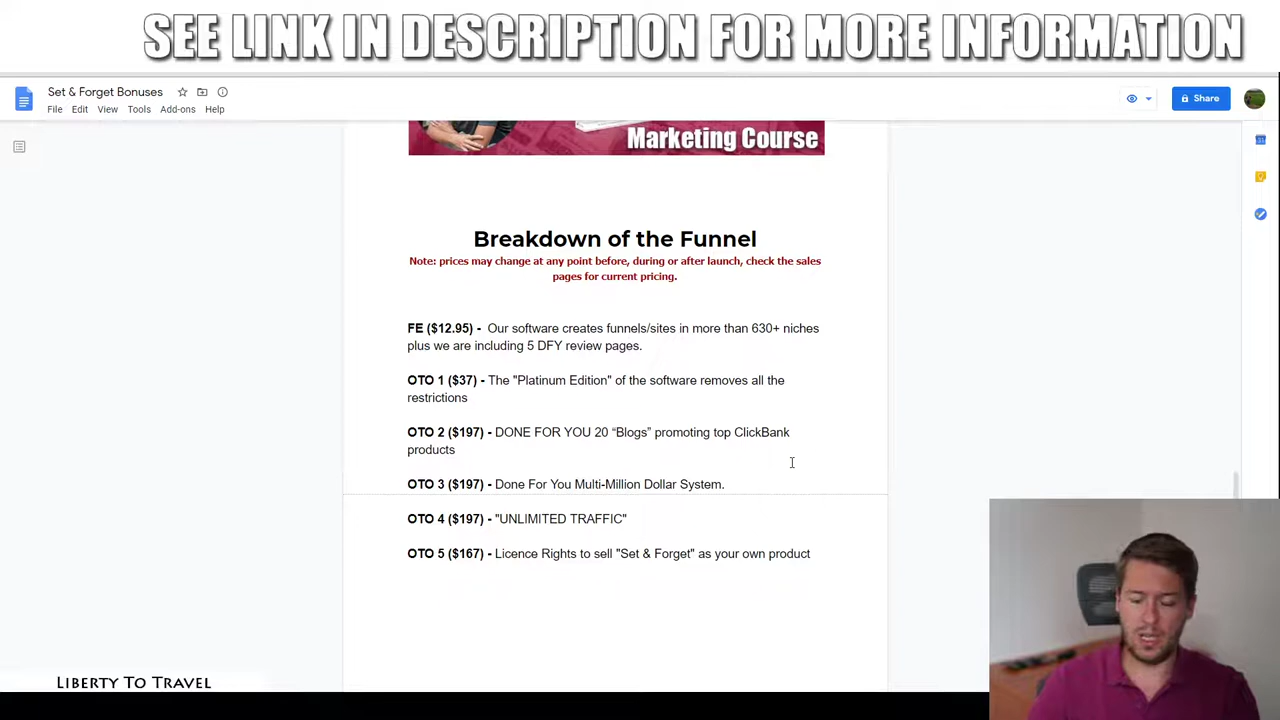 SEE LINK IN DESCRIPTION FOR MORE INFORMATION
Set & Forget Bonuses
File Edit View Tools Add-ons Help
Share
Marketing Course
Breakdown of the Funnel
Note: prices may change at any point before, during or after launch, check the sales
pages for current pricing.
FE ($12.95) - Our software creates funnels/sites in more than 630+ niches
plus we are including 5 DFY review pages.
OTO 1 ($37) - The "Platinum Edition" of the software removes all the
restrictions
OTO 2 ($197) - DONE FOR YOU 20 “Blogs” promoting top ClickBank
products
OTO 3 ($197) - Done For You Multi-Million Dollar System.
OTO 4 ($197) - "UNLIMITED TRAFFIC"
OTO 5 ($167) - Licence Rights to sell "Set & Forget" as your own product
LIBERTY TO TRAVEL